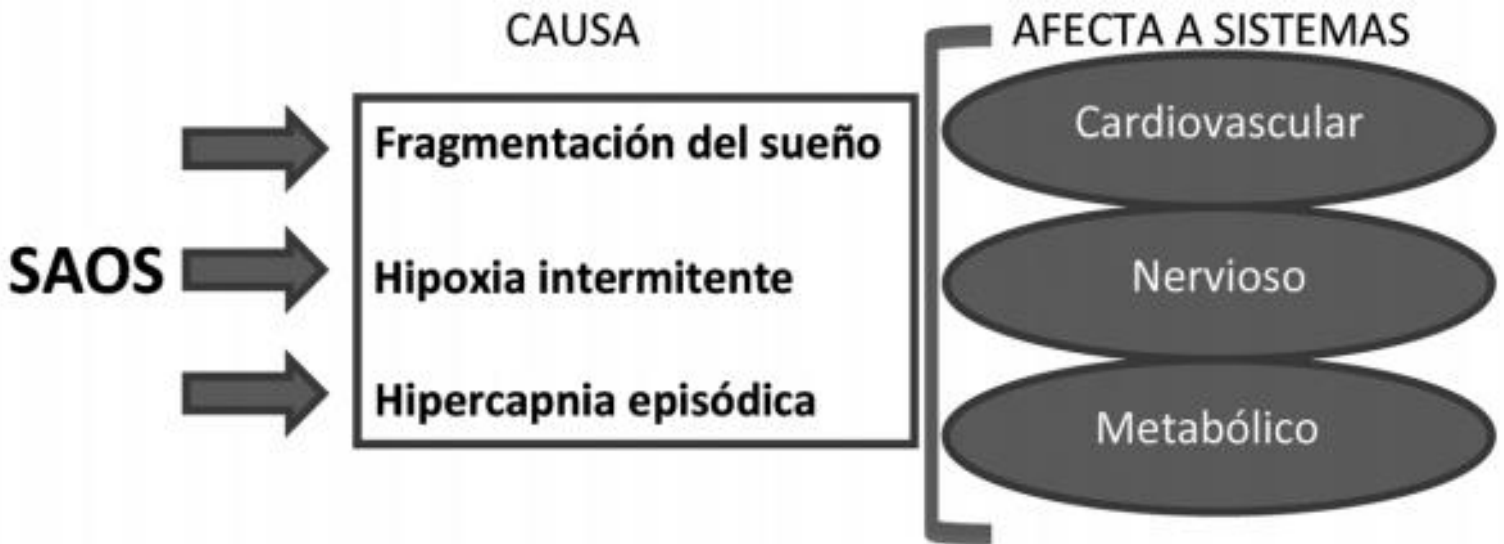 CAUSA
AFECTA A SISTEMAS
SAOS
Fragmentación del sueño
Hipoxia intermitente
Hipercapnia episódica
Cardiovascular
Nervioso
Metabólico